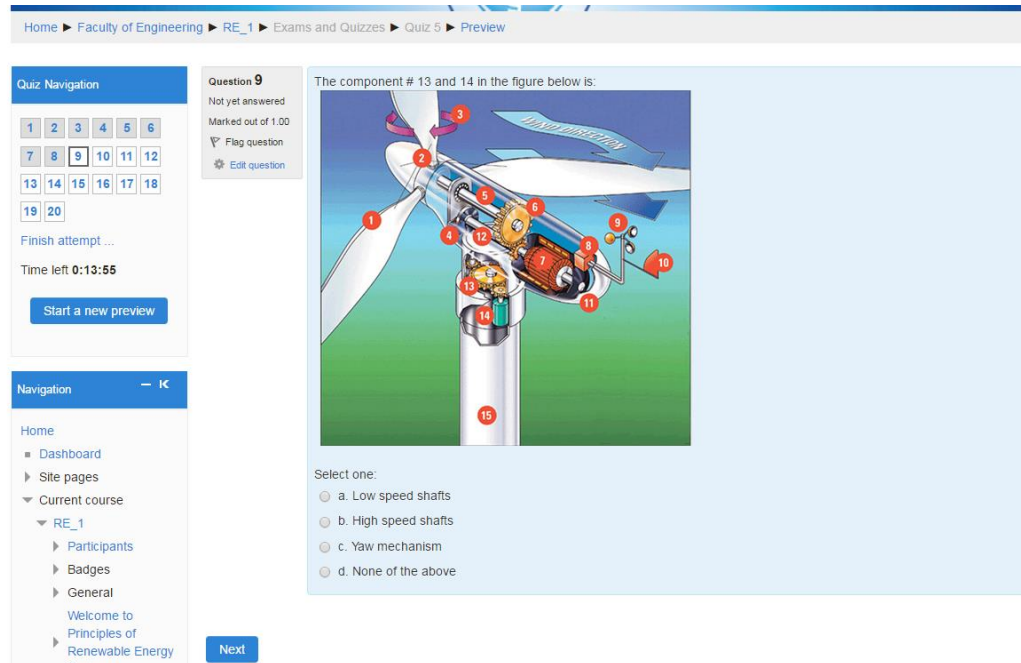 Home ► Faculty of Engineering ► RE_1 ► Exams and Quizzes ► Quiz 5 ► Preview
Quiz Navigation
1 2 3 4 5 6
7 8 9 10 11 12
13 14 15 16 17 18
19 20
Finish attempt ...
Time left 0:13:55
Start a new preview
Navigation
Home
Dashboard
Site pages
Current course
RE_1
Participants
Badges
General
Welcome to
Principles of
Renewable Energy
Question 9
Not yet answered
Marked out of 1.00
Flag question
Edit question
The component # 13 and 14 in the figure below is:
WIND DIRECTION
3
2
5
6
1
4
12
9
8
7
10
13
11
14
15
Select one:
a. Low speed shafts
b. High speed shafts
c. Yaw mechanism
d. None of the above
Next